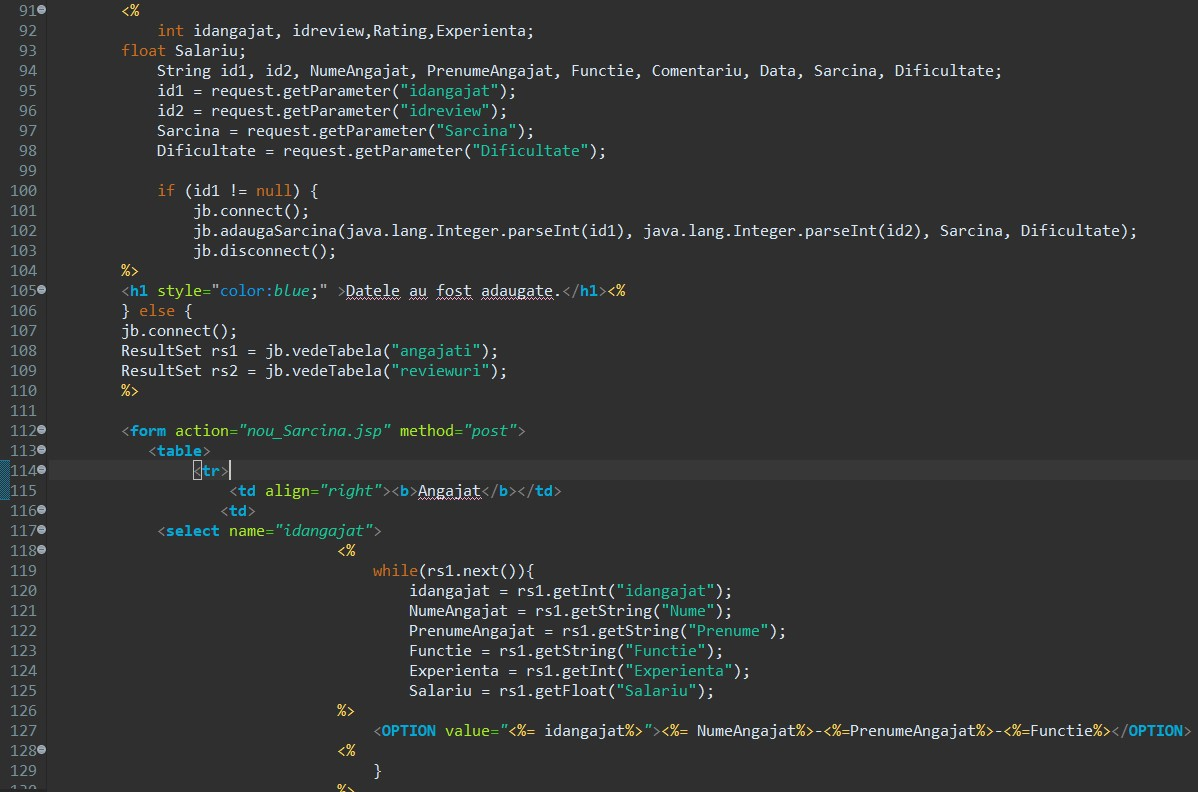 91 <%
92 int idangajat, idreview,Rating,Experienta;
93 float Salariu;
94 String id1, id2, NumeAngajat, PrenumeAngajat, Functie, Comentariu, Data, Sarcina, Dificultate;
95 id1 = request.getParameter("idangajat");
96 id2 = request.getParameter("idreview");
97 Sarcina = request.getParameter("Sarcina");
98 Dificultate = request.getParameter("Dificultate");
99
100 if (id1 != null) {
101 jb.connect();
102 jb.adaugaSarcina(java.lang.Integer.parseInt(id1), java.lang.Integer.parseInt(id2), Sarcina, Dificultate);
103 jb.disconnect();
104 %>
105 <h1 style="color:blue;" >Datele au fost adaugate.</h1><%
106 } else {
107 jb.connect();
108 ResultSet rs1 = jb.vedeTabela("angajati");
109 ResultSet rs2 = jb.vedeTabela("reviewuri");
110 %>
111
112 <form action="nou_Sarcina.jsp" method="post">
113 <table>
114 <tr>
115 <td align="right"><b>Angajat</b></td>
116 <td>
117 <select name="idangajat">
118 <%
119 while(rs1.next()){
120 idangajat = rs1.getInt("idangajat");
121 NumeAngajat = rs1.getString("Nume");
122 PrenumeAngajat = rs1.getString("Prenume");
123 Functie = rs1.getString("Functie");
124 Experienta = rs1.getInt("Experienta");
125 Salariu = rs1.getFloat("Salariu");
126 %>
127 <OPTION value="<%= idangajat%>"><%= NumeAngajat%>-<%=PrenumeAngajat%>-<%=Functie%></OPTION>
128 <%
129 }
130 %>